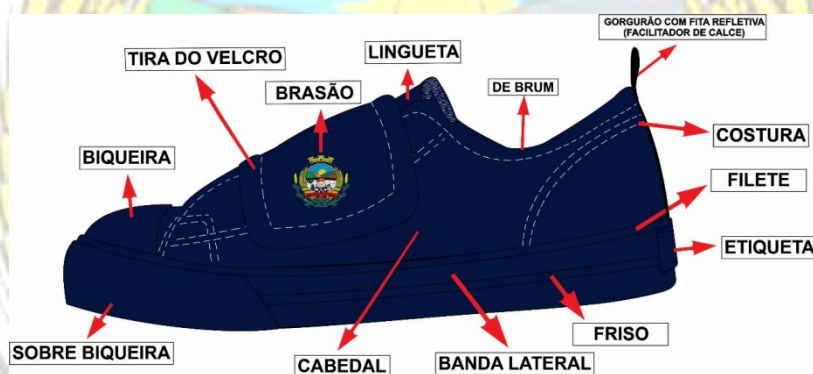 GORGURÃO COM FITA REFLETIVA
(FACILITADOR DE CALCE)
LINGUETA
TIRA DO VELCRO
BRASÃO
DE BRUM
COSTURA
BIQUEIRA
FILETE
ETIQUETA
FRISO
SOBRE BIQUEIRA
CABEDAL
BANDA LATERAL